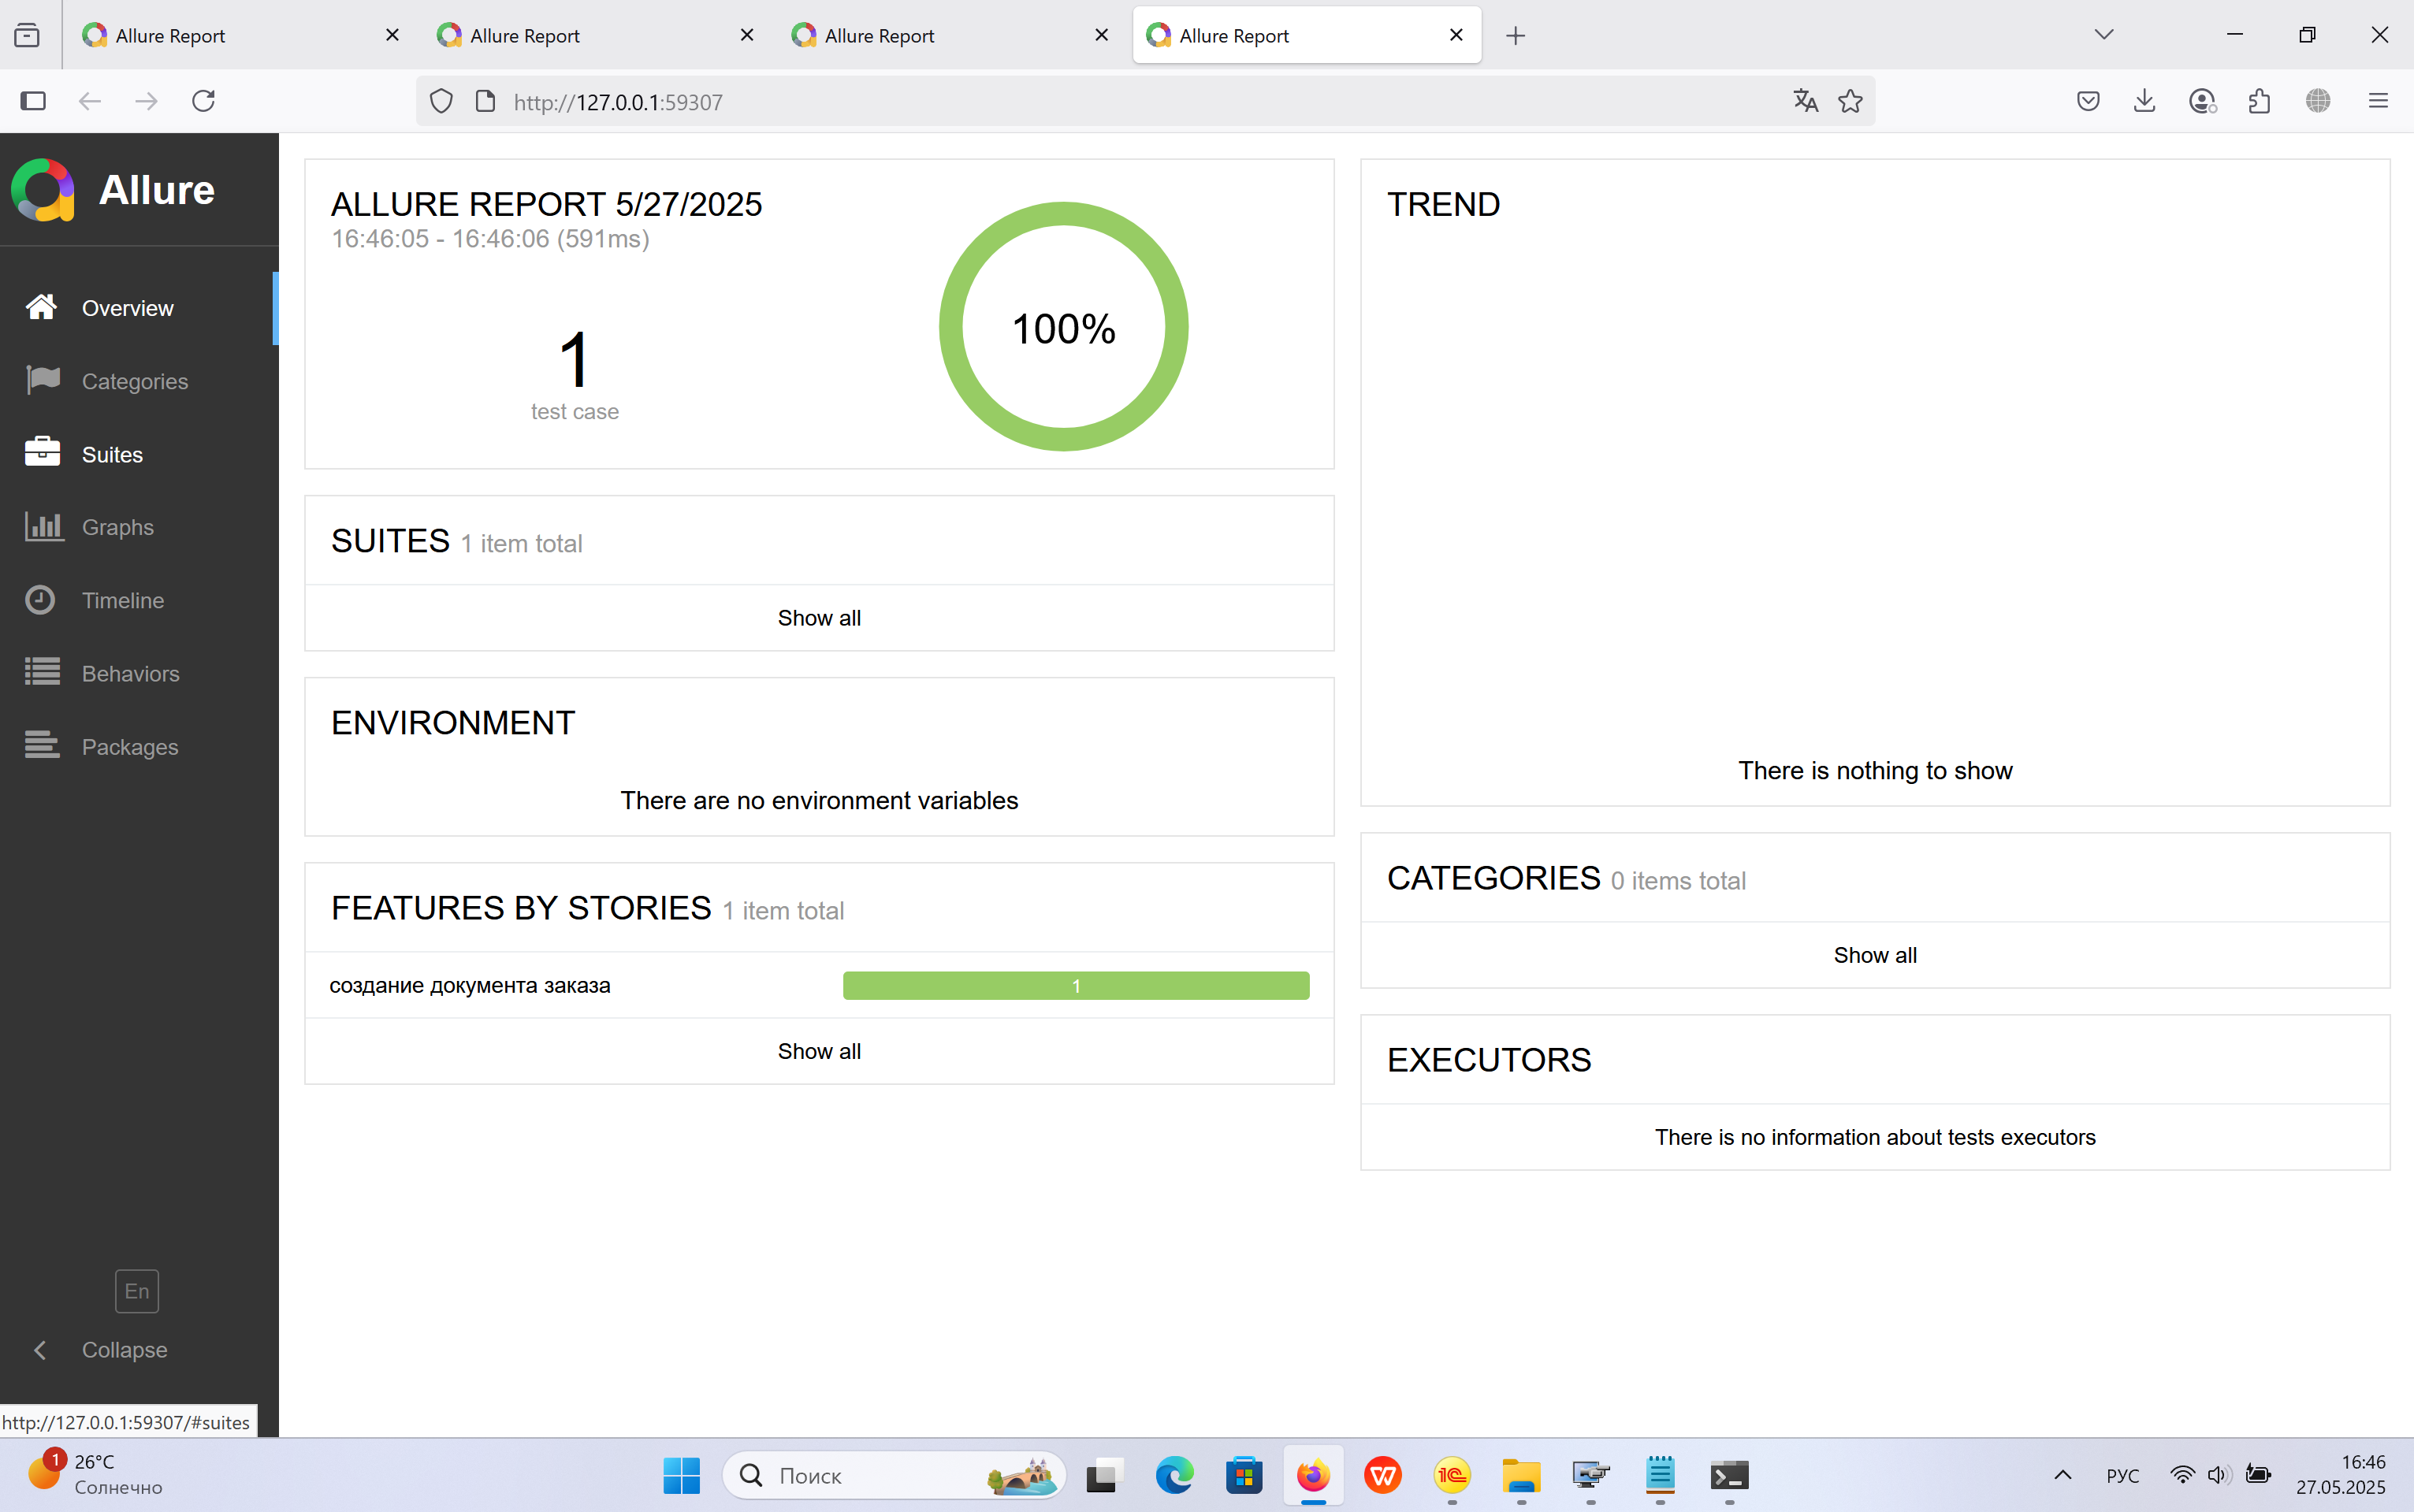 Allure Report
Allure Report
Allure Report
Allure Report
http://127.0.0.1:59307
Allure
Overview
Categories
Suites
Graphs
Timeline
Behaviors
Packages
En
Collapse
http://127.0.0.1:59307/#suites
ALLURE REPORT 5/27/2025
16:46:05 - 16:46:06 (591ms)
1
test case
100%
SUITES 1 item total
Show all
ENVIRONMENT
There are no environment variables
FEATURES BY STORIES 1 item total
создание документа заказа 1
Show all
TREND
There is nothing to show
CATEGORIES 0 items total
Show all
EXECUTORS
There is no information about tests executors
1
26°C
Солнечно
Поиск
1С
РУС
16:46
27.05.2025